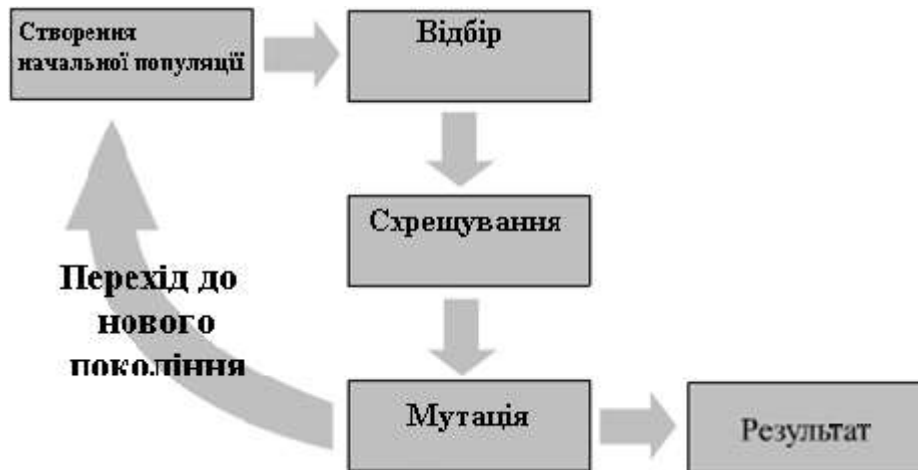 Створення
начальної популяції
Відбір
Схрещування
Перехід до
нового
покоління
Мутація
Результат